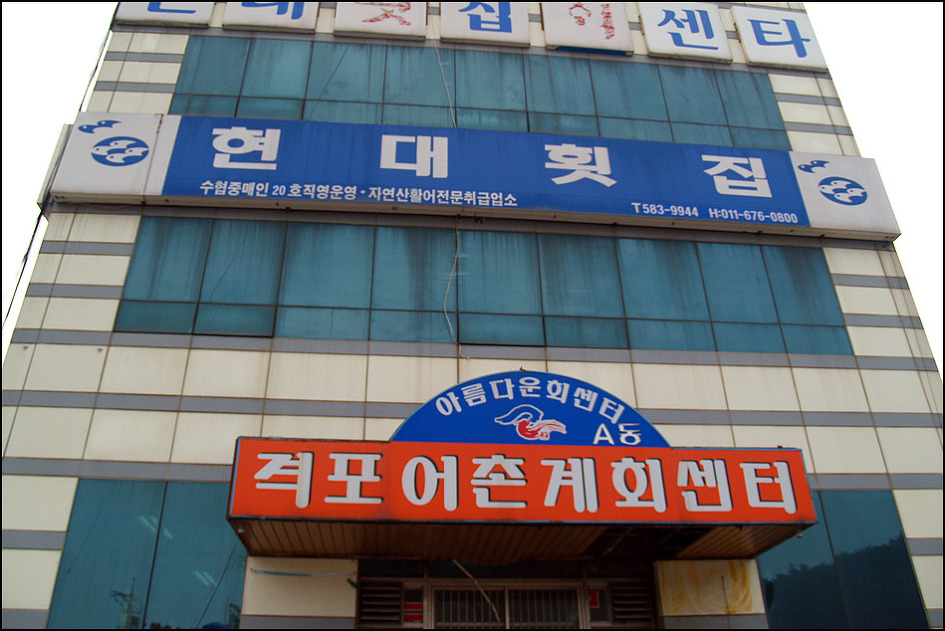 현대횟집
수협중매인 20 호직영운영·자연산활어전문취급업소
T583-9944 H:011-676-0800
아름다운회센터
A동
격포어촌계회센터
집 센타